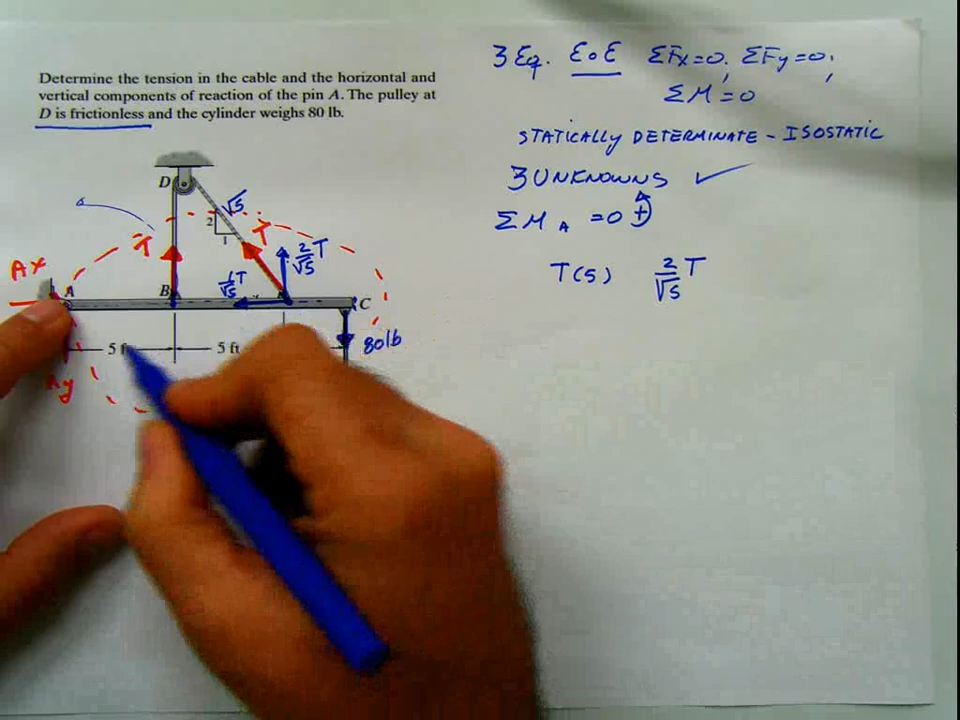 Determine the tension in the cable and the horizontal and
vertical components of reaction of the pin A. The pulley at
D is frictionless and the cylinder weighs 80 lb.
3 Eq. EoE ΣFx=0, ΣFy=0,
ΣM=0
STATICALLY DETERMINATE - ISOSTATIC
3 UNKNOWNS ✓
ΣM A =0 +
T(5) 2/√5 T
D
√5
2
1
T
T
2/√5 T
1/√5 T
Ax
A
B
C
80lb
5 ft
5 ft
Ay